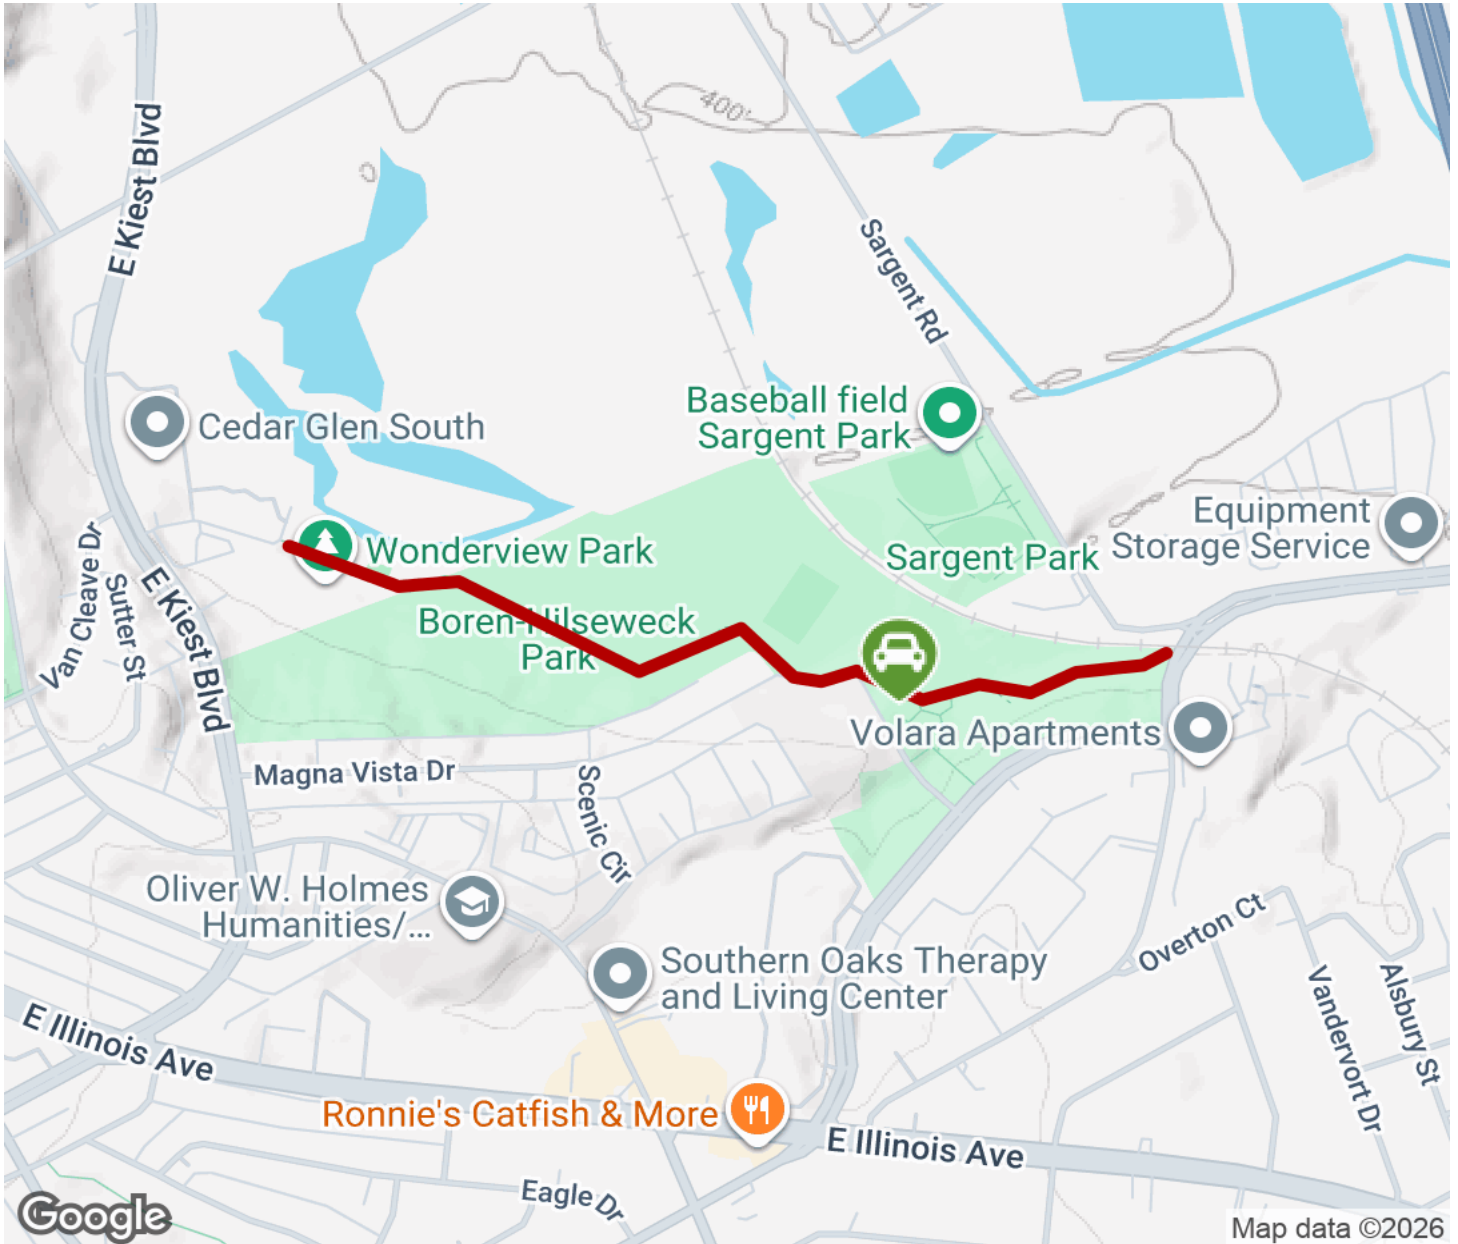 400'
E Kiest Blvd
Sargent Rd
Baseball field
Sargent Park
Cedar Glen South
Equipment
Storage Service
Van Cleave Dr
Sutter St
E Kiest Blvd
Wonderview Park
Sargent Park
Boren-Hilseweck
Park
Volara Apartments
Magna Vista Dr
Scenic Cir
Oliver W. Holmes
Humanities/...
Southern Oaks Therapy
and Living Center
Overton Ct
Vandervort Dr
Alsbury St
E Illinois Ave
Ronnie's Catfish & More
E Illinois Ave
Eagle Dr
Google
Map data ©2026